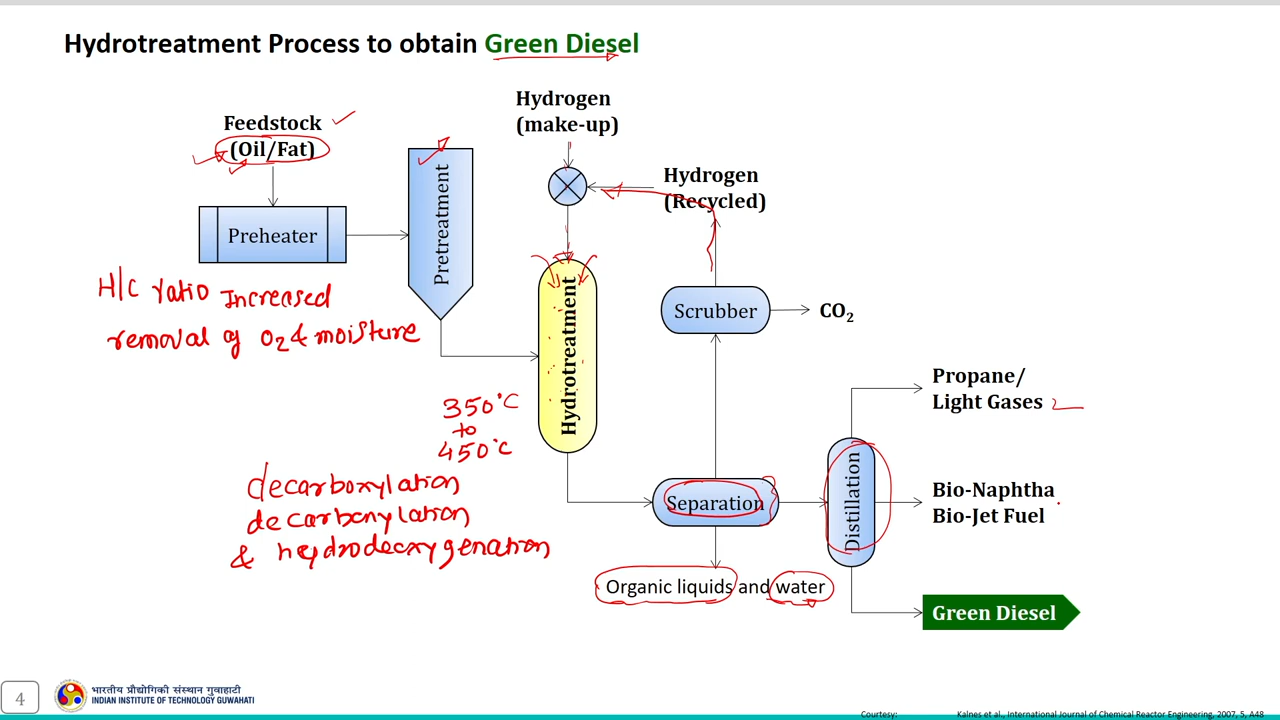 Hydrotreatment Process to obtain Green Diesel
Hydrogen
(make-up)
Feedstock
(Oil/Fat)
Hydrogen
(Recycled)
Preheater
Pretreatment
H/C ratio Increased
removal of O2 & moisture
Hydrotreatment
Scrubber
CO2
350°C
to
450°C
Propane/
Light Gases
decarboxylation
decarbonylation
& hydrodeoxygenation
Separation
Distillation
Bio-Naphtha
Bio-Jet Fuel
Organic liquids and water
Green Diesel
4
भारतीय प्रौद्योगिकी संस्थान गुवाहाटी
INDIAN INSTITUTE OF TECHNOLOGY GUWAHATI
Courtesy: Kalnes et al., International Journal of Chemical Reactor Engineering, 2007, 5, A48